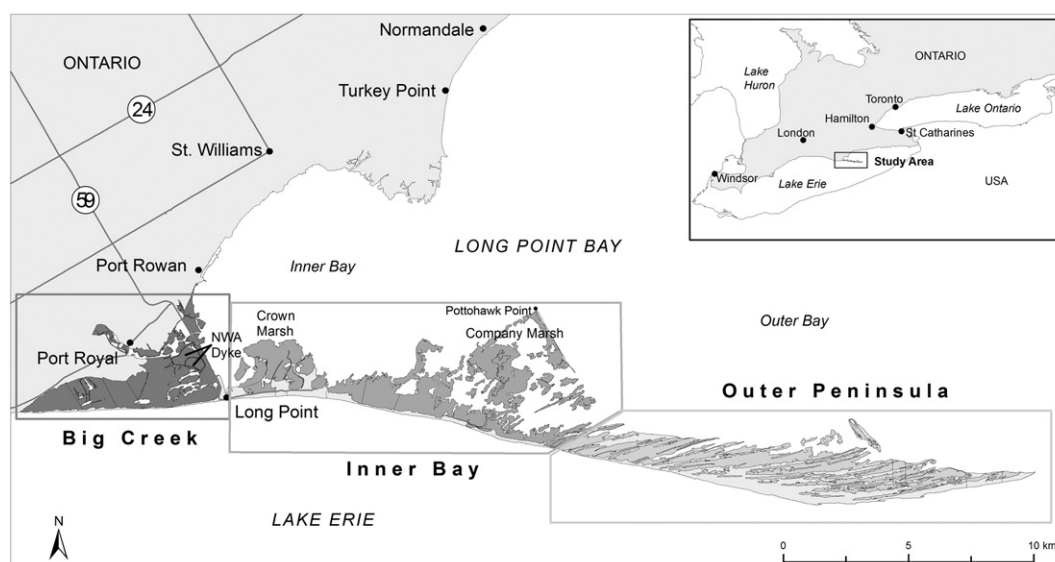 Normandale
ONTARIO
Turkey Point
24
St. Williams
59
LONG POINT BAY
Port Rowan
Inner Bay
Outer Bay
Crown
Marsh
Pottohawk Point
Company Marsh
NWA
Dyke
Port Royal
Long Point
Big Creek
Inner Bay
Outer Peninsula
LAKE ERIE
N
0 5 10 km
ONTARIO
Lake
Huron
Toronto
Lake Ontario
Hamilton
St Catharines
London
Study Area
Windsor
Lake Erie
USA